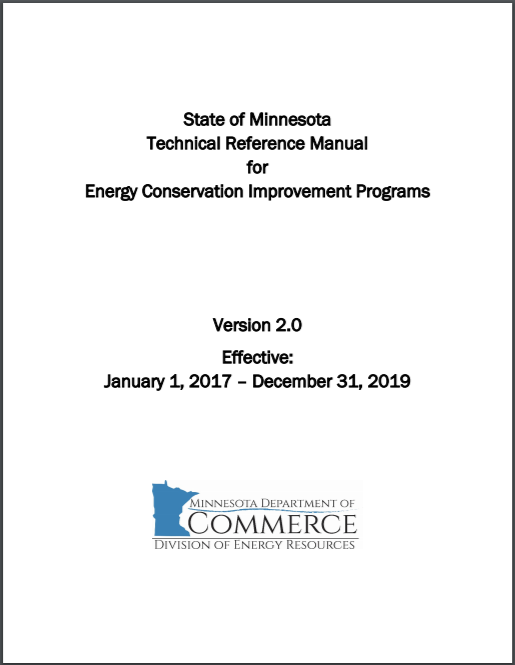 State of Minnesota
Technical Reference Manual
for
Energy Conservation Improvement Programs
Version 2.0
Effective:
January 1, 2017 – December 31, 2019
MINNESOTA DEPARTMENT OF
COMMERCE
DIVISION OF ENERGY RESOURCES